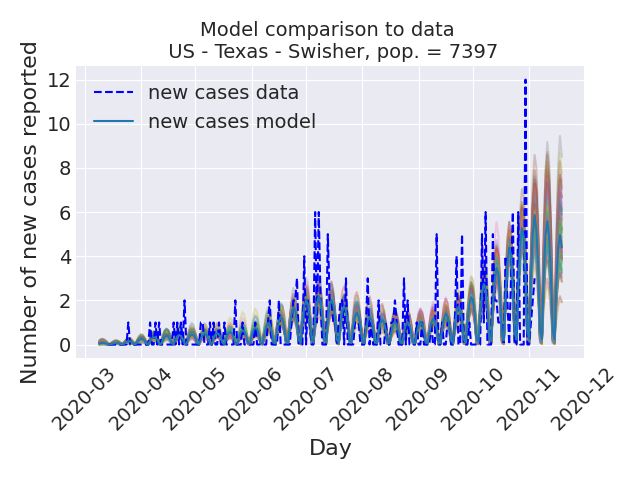 Model comparison to data
US - Texas - Swisher, pop. = 7397
Number of new cases reported
12
10
8
6
4
2
0
new cases data
new cases model
2020-03
2020-04
2020-05
2020-06
2020-07
2020-08
2020-09
2020-10
2020-11
2020-12
Day